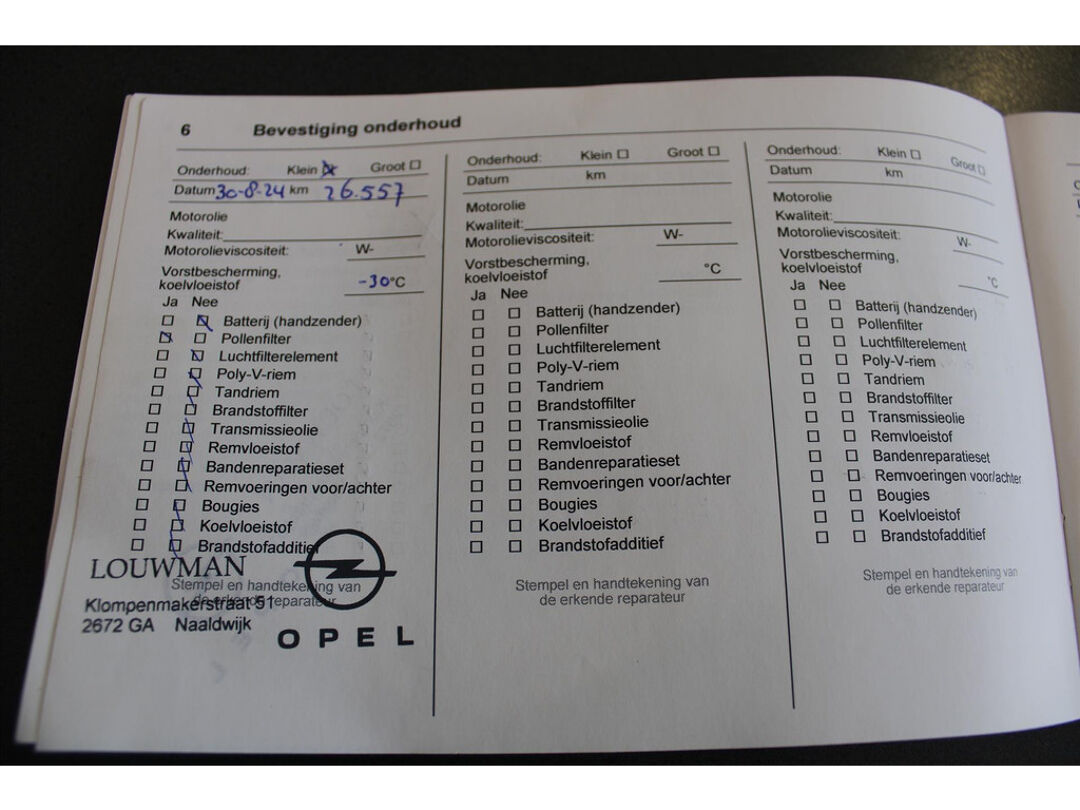 6 Bevestiging onderhoud
Onderhoud: Klein Groot
Datum 30-8-24 km 26.557
Motorolie
Kwaliteit:
Motorolieviscositeit: W-
Vorstbescherming,
koelvloeistof -30°C
Ja Nee
Batterij (handzender)
Pollenfilter
Luchtfilterelement
Poly-V-riem
Tandriem
Brandstoffilter
Transmissieolie
Remvloeistof
Bandenreparatieset
Remvoeringen voor/achter
Bougies
Koelvloeistof
Brandstofadditief
LOUWMAN
Stempel en handtekening van
de erkende reparateur
Klompenmakerstraat 51
2672 GA Naaldwijk
OPEL
Onderhoud: Klein Groot
Datum km
Motorolie
Kwaliteit:
Motorolieviscositeit: W-
Vorstbescherming,
koelvloeistof °C
Ja Nee
Batterij (handzender)
Pollenfilter
Luchtfilterelement
Poly-V-riem
Tandriem
Brandstoffilter
Transmissieolie
Remvloeistof
Bandenreparatieset
Remvoeringen voor/achter
Bougies
Koelvloeistof
Brandstofadditief
Stempel en handtekening van
de erkende reparateur
Onderhoud: Klein Groot
Datum km
Motorolie
Kwaliteit:
Motorolieviscositeit: W-
Vorstbescherming,
koelvloeistof °C
Ja Nee
Batterij (handzender)
Pollenfilter
Luchtfilterelement
Poly-V-riem
Tandriem
Brandstoffilter
Transmissieolie
Remvloeistof
Bandenreparatieset
Remvoeringen voor/achter
Bougies
Koelvloeistof
Brandstofadditief
Stempel en handtekening van
de erkende reparateur